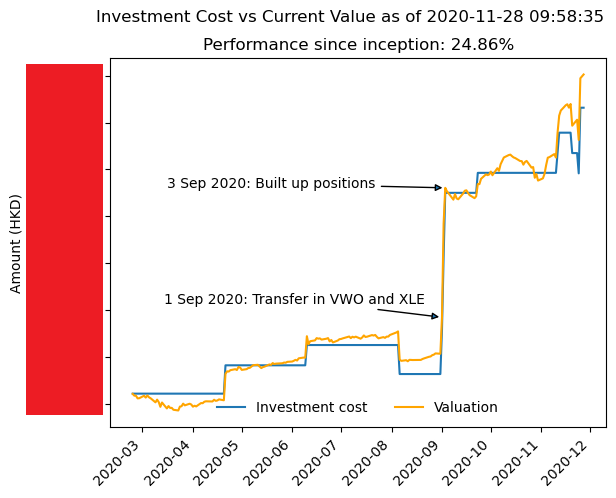 Investment Cost vs Current Value as of 2020-11-28 09:58:35
Performance since inception: 24.86%
Amount (HKD)
3 Sep 2020: Built up positions
1 Sep 2020: Transfer in VWO and XLE
Investment cost
Valuation
2020-03
2020-04
2020-05
2020-06
2020-07
2020-08
2020-09
2020-10
2020-11
2020-12